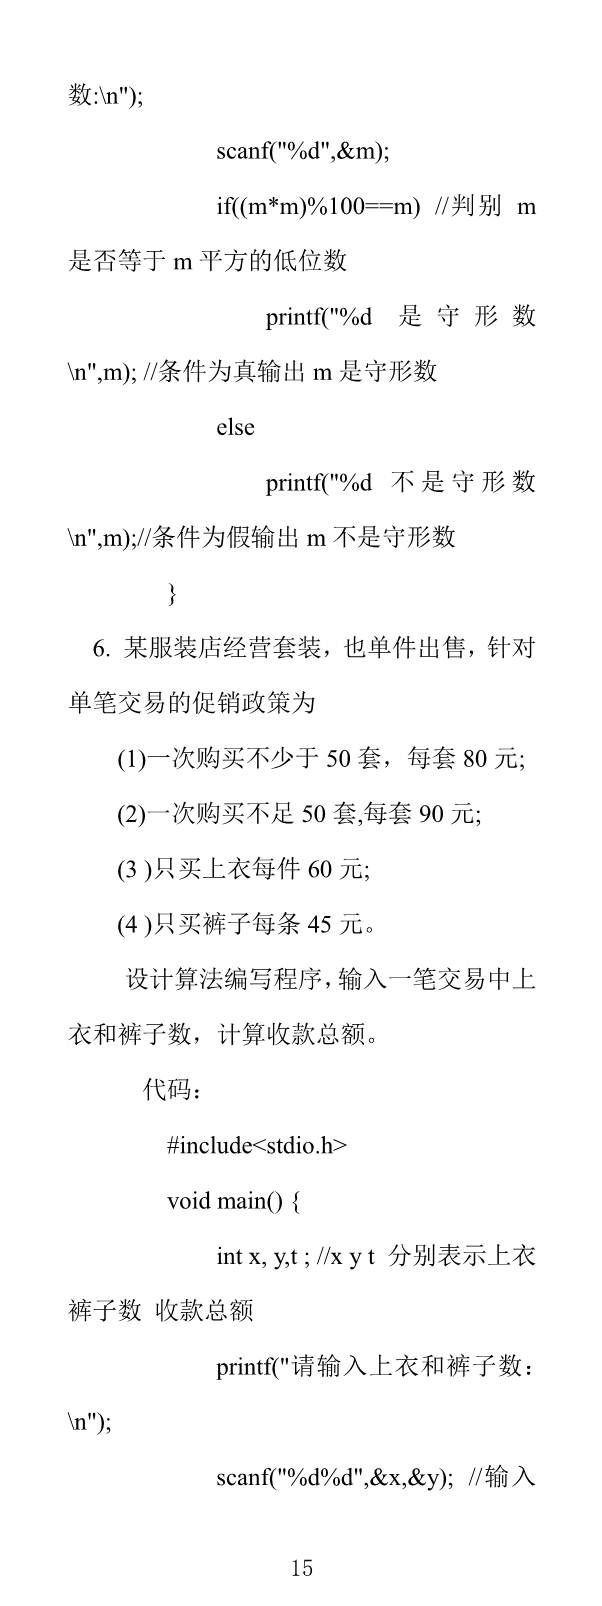 数:\n");
scanf("%d",&m);
if((m*m)%100==m) //判别 m
是否等于 m 平方的低位数
printf("%d 是守形数
\n",m); //条件为真输出 m 是守形数
else
printf("%d 不是守形数
\n",m);//条件为假输出 m 不是守形数
}
6. 某服装店经营套装，也单件出售，针对
单笔交易的促销政策为
(1)一次购买不少于 50 套，每套 80 元;
(2)一次购买不足 50 套,每套 90 元;
(3 )只买上衣每件 60 元;
(4 )只买裤子每条 45 元。
设计算法编写程序，输入一笔交易中上
衣和裤子数，计算收款总额。
代码：
#include<stdio.h>
void main() {
int x, y,t ; //x y t 分别表示上衣
裤子数 收款总额
printf("请输入上衣和裤子数：
\n");
scanf("%d%d",&x,&y); //输入
15